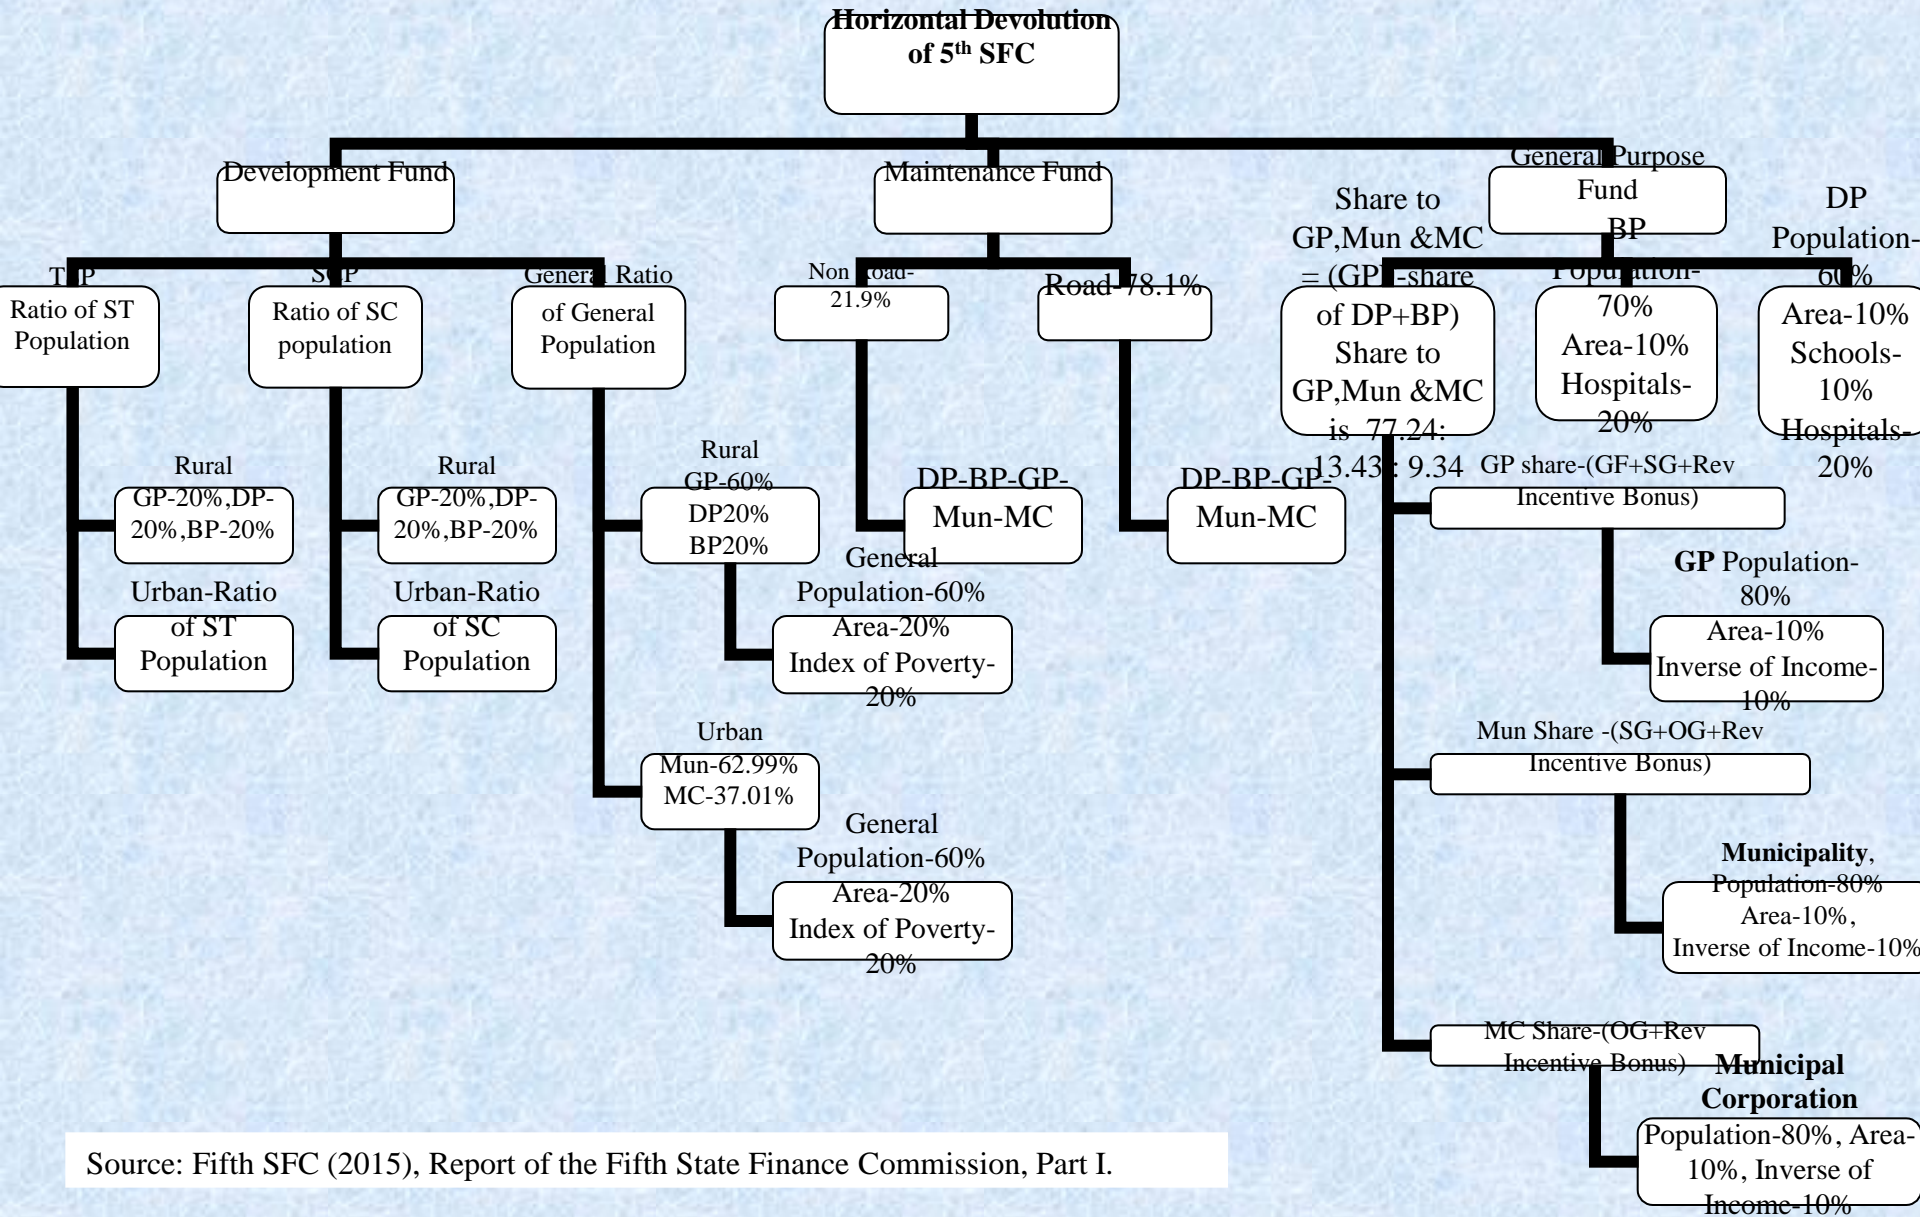 Horizontal Devolution
of 5th SFC
Development Fund
Maintenance Fund
General Purpose
Fund
TSP
Ratio of ST
Population
SCP
Ratio of SC
population
General Ratio
of General
Population
Non Road-
21.9%
Road-78.1%
Share to
GP,Mun &MC
= (GPF-share
of DP+BP)
Share to
GP,Mun &MC
is 77.24:
13.43 : 9.34
BP
Population-
70%
Area-10%
Hospitals-
20%
DP
Population-
60%
Area-10%
Schools-
10%
Hospitals-
20%
Rural
GP-20%,DP-
20%,BP-20%
Urban-Ratio
of ST
Population
Rural
GP-20%,DP-
20%,BP-20%
Urban-Ratio
of SC
Population
Rural
GP-60%
DP20%
BP20%
General
Population-60%
Area-20%
Index of Poverty-
20%
Urban
Mun-62.99%
MC-37.01%
General
Population-60%
Area-20%
Index of Poverty-
20%
DP-BP-GP-
Mun-MC
DP-BP-GP-
Mun-MC
GP share-(GF+SG+Rev
Incentive Bonus)
GP Population-
80%
Area-10%
Inverse of Income-
10%
Mun Share -(SG+OG+Rev
Incentive Bonus)
Municipality,
Population-80%
Area-10%,
Inverse of Income-10%
MC Share-(OG+Rev
Incentive Bonus)
Municipal
Corporation
Population-80%, Area-
10%, Inverse of
Income-10%
Source: Fifth SFC (2015), Report of the Fifth State Finance Commission, Part I.